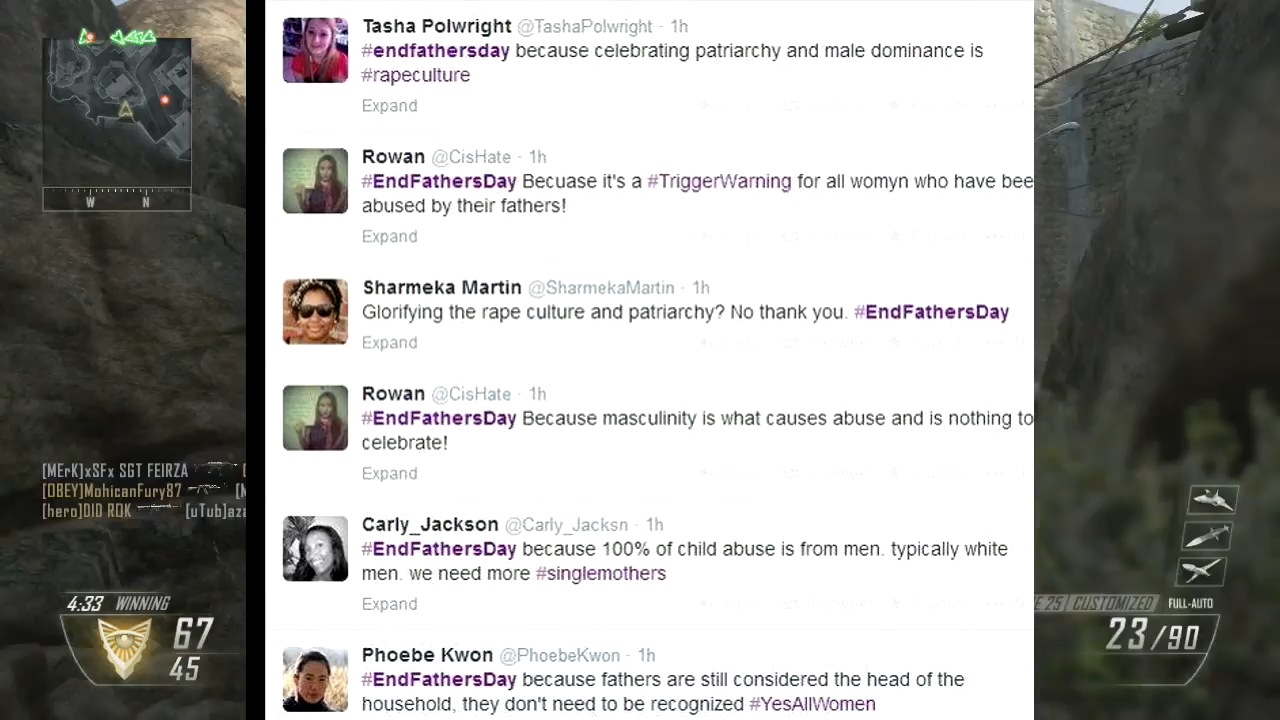 Tasha Polwright @TashaPolwright · 1h
#endfathersday because celebrating patriarchy and male dominance is
#rapeculture
Expand
Rowan @CisHate · 1h
#EndFathersDay Becuase it's a #TriggerWarning for all womyn who have bee
abused by their fathers!
Expand
Sharmeka Martin @SharmekaMartin · 1h
Glorifying the rape culture and patriarchy? No thank you. #EndFathersDay
Expand
Rowan @CisHate · 1h
#EndFathersDay Because masculinity is what causes abuse and is nothing to
celebrate!
Expand
Carly_Jackson @Carly_Jacksn · 1h
#EndFathersDay because 100% of child abuse is from men. typically white
men. we need more #singlemothers
Expand
Phoebe Kwon @PhoebeKwon · 1h
#EndFathersDay because fathers are still considered the head of the
household, they don't need to be recognized #YesAllWomen
W N
[MErK]xSFx SGT FEIRZA
[OBEY]MohicanFury87
[hero]DID ROK [uTub]aza
4:33 WINNING
67
45
E 25 | CUSTOMIZED FULL-AUTO
23/90